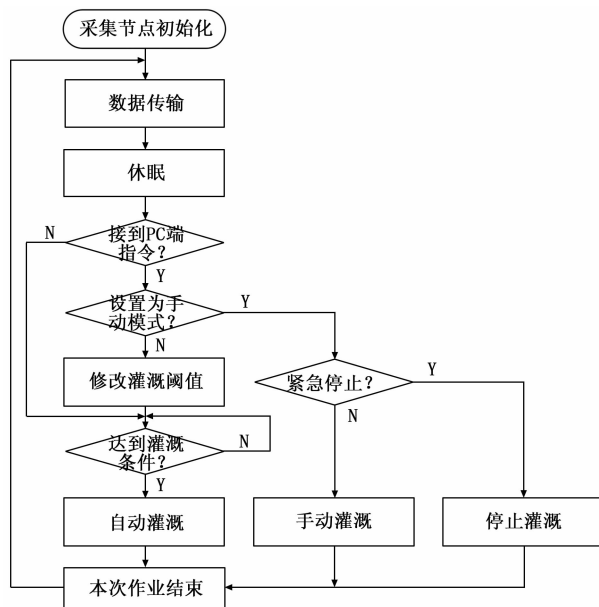 采集节点初始化
数据传输
休眠
N
接到PC端
指令?
Y
设置为手
动模式?
Y
N
修改灌溉阈值
紧急停止?
Y
N
达到灌溉
条件?
N
Y
自动灌溉
手动灌溉
停止灌溉
本次作业结束